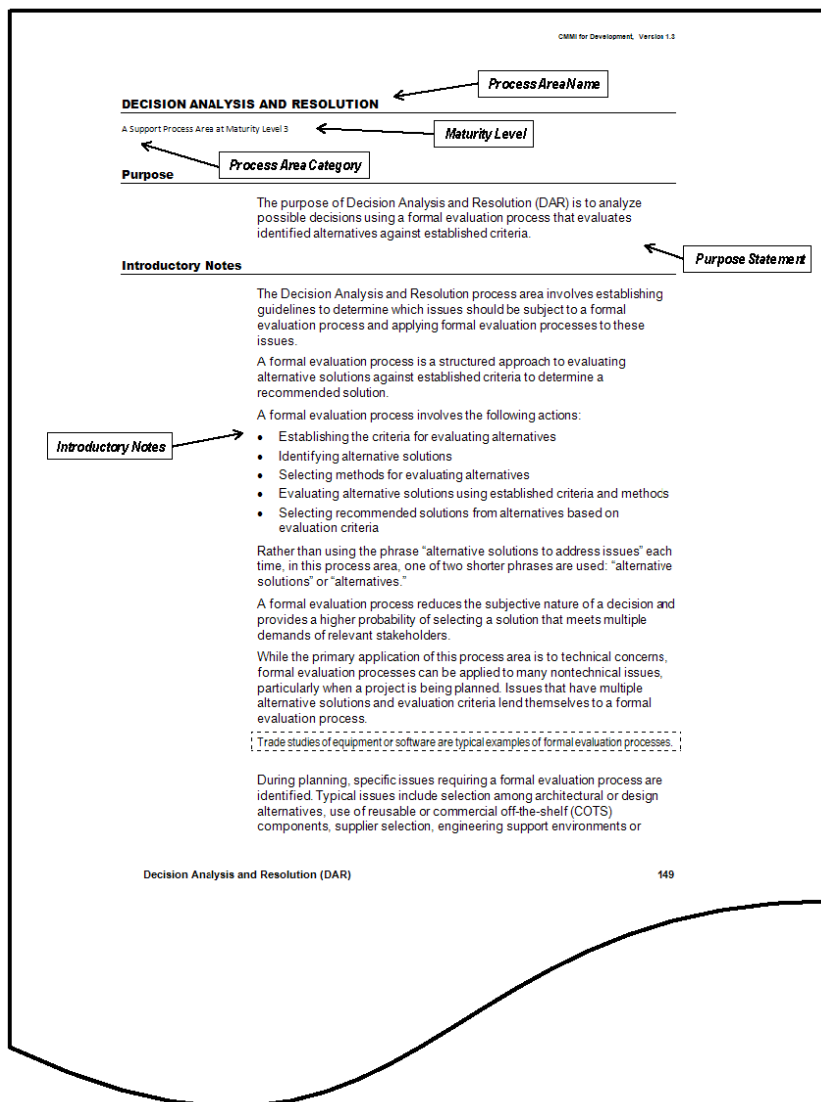 CMMI for Development, Version 1.3
Process Area Name
DECISION ANALYSIS AND RESOLUTION
A Support Process Area at Maturity Level 3
Maturity Level
Process Area Category
Purpose
The purpose of Decision Analysis and Resolution (DAR) is to analyze
possible decisions using a formal evaluation process that evaluates
identified alternatives against established criteria.
Purpose Statement
Introductory Notes
The Decision Analysis and Resolution process area involves establishing
guidelines to determine which issues should be subject to a formal
evaluation process and applying formal evaluation processes to these
issues.
A formal evaluation process is a structured approach to evaluating
alternative solutions against established criteria to determine a
recommended solution.
A formal evaluation process involves the following actions:
Introductory Notes
• Establishing the criteria for evaluating alternatives
• Identifying alternative solutions
• Selecting methods for evaluating alternatives
• Evaluating alternative solutions using established criteria and methods
• Selecting recommended solutions from alternatives based on
evaluation criteria
Rather than using the phrase “alternative solutions to address issues” each
time, in this process area, one of two shorter phrases are used: “alternative
solutions” or “alternatives.”
A formal evaluation process reduces the subjective nature of a decision and
provides a higher probability of selecting a solution that meets multiple
demands of relevant stakeholders.
While the primary application of this process area is to technical concerns,
formal evaluation processes can be applied to many nontechnical issues,
particularly when a project is being planned. Issues that have multiple
alternative solutions and evaluation criteria lend themselves to a formal
evaluation process.
Trade studies of equipment or software are typical examples of formal evaluation processes.
During planning, specific issues requiring a formal evaluation process are
identified. Typical issues include selection among architectural or design
alternatives, use of reusable or commercial off-the-shelf (COTS)
components, supplier selection, engineering support environments or
Decision Analysis and Resolution (DAR) 149